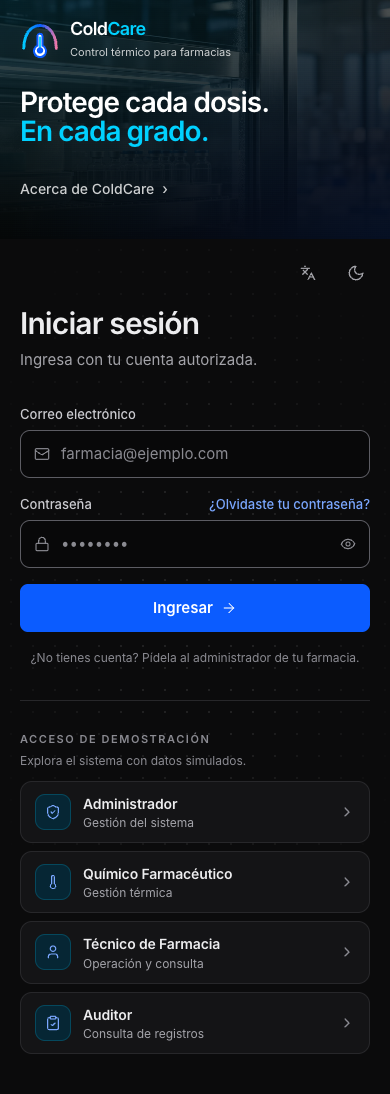 ColdCare
Control térmico para farmacias
Protege cada dosis.
En cada grado.
Acerca de ColdCare ›
Iniciar sesión
Ingresa con tu cuenta autorizada.
Correo electrónico
farmacia@ejemplo.com
Contraseña ¿Olvidaste tu contraseña?
••••••••
Ingresar →
¿No tienes cuenta? Pídela al administrador de tu farmacia.
ACCESO DE DEMOSTRACIÓN
Explora el sistema con datos simulados.
Administrador
Gestión del sistema
Químico Farmacéutico
Gestión térmica
Técnico de Farmacia
Operación y consulta
Auditor
Consulta de registros